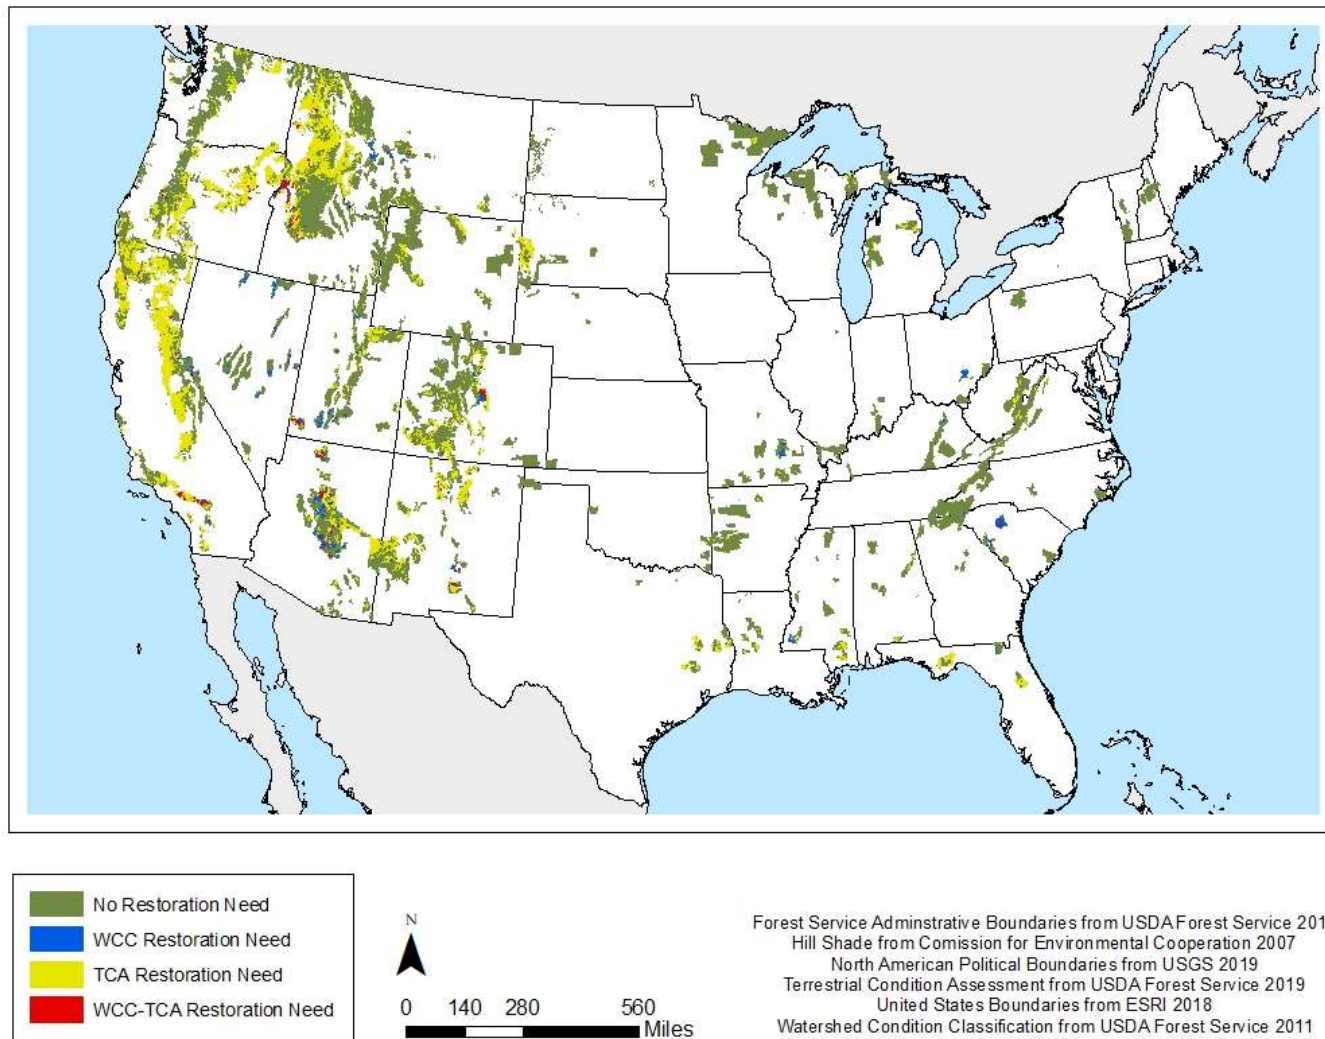 No Restoration Need
WCC Restoration Need
TCA Restoration Need
WCC-TCA Restoration Need
N
0 140 280 560
Miles
Forest Service Adminstrative Boundaries from USDA Forest Service 201
Hill Shade from Comission for Environmental Cooperation 2007
North American Political Boundaries from USGS 2019
Terrestrial Condition Assessment from USDA Forest Service 2019
United States Boundaries from ESRI 2018
Watershed Condition Classification from USDA Forest Service 2011